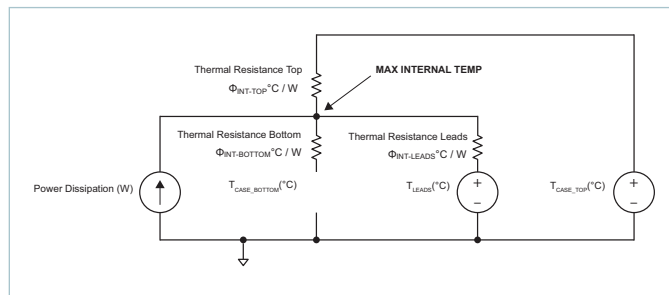 Thermal Resistance Top
ΦINT-TOP°C / W
MAX INTERNAL TEMP
Thermal Resistance Bottom
ΦINT-BOTTOM°C / W
Thermal Resistance Leads
ΦINT-LEADS°C / W
Power Dissipation (W)
TCASE_BOTTOM(°C)
TLEADS(°C)
+
–
TCASE_TOP(°C)
+
–